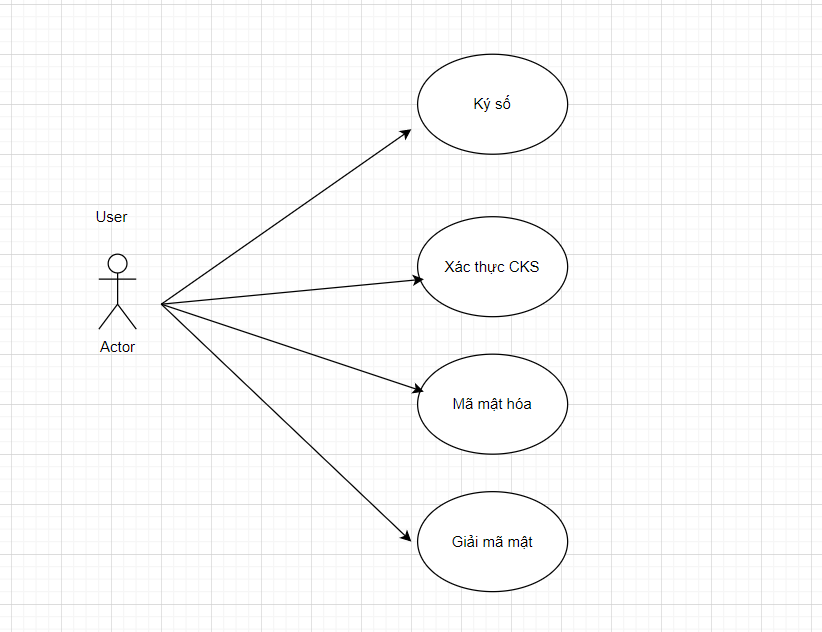 Ký số
User
Xác thực CKS
Actor
Mã mật hóa
Giải mã mật